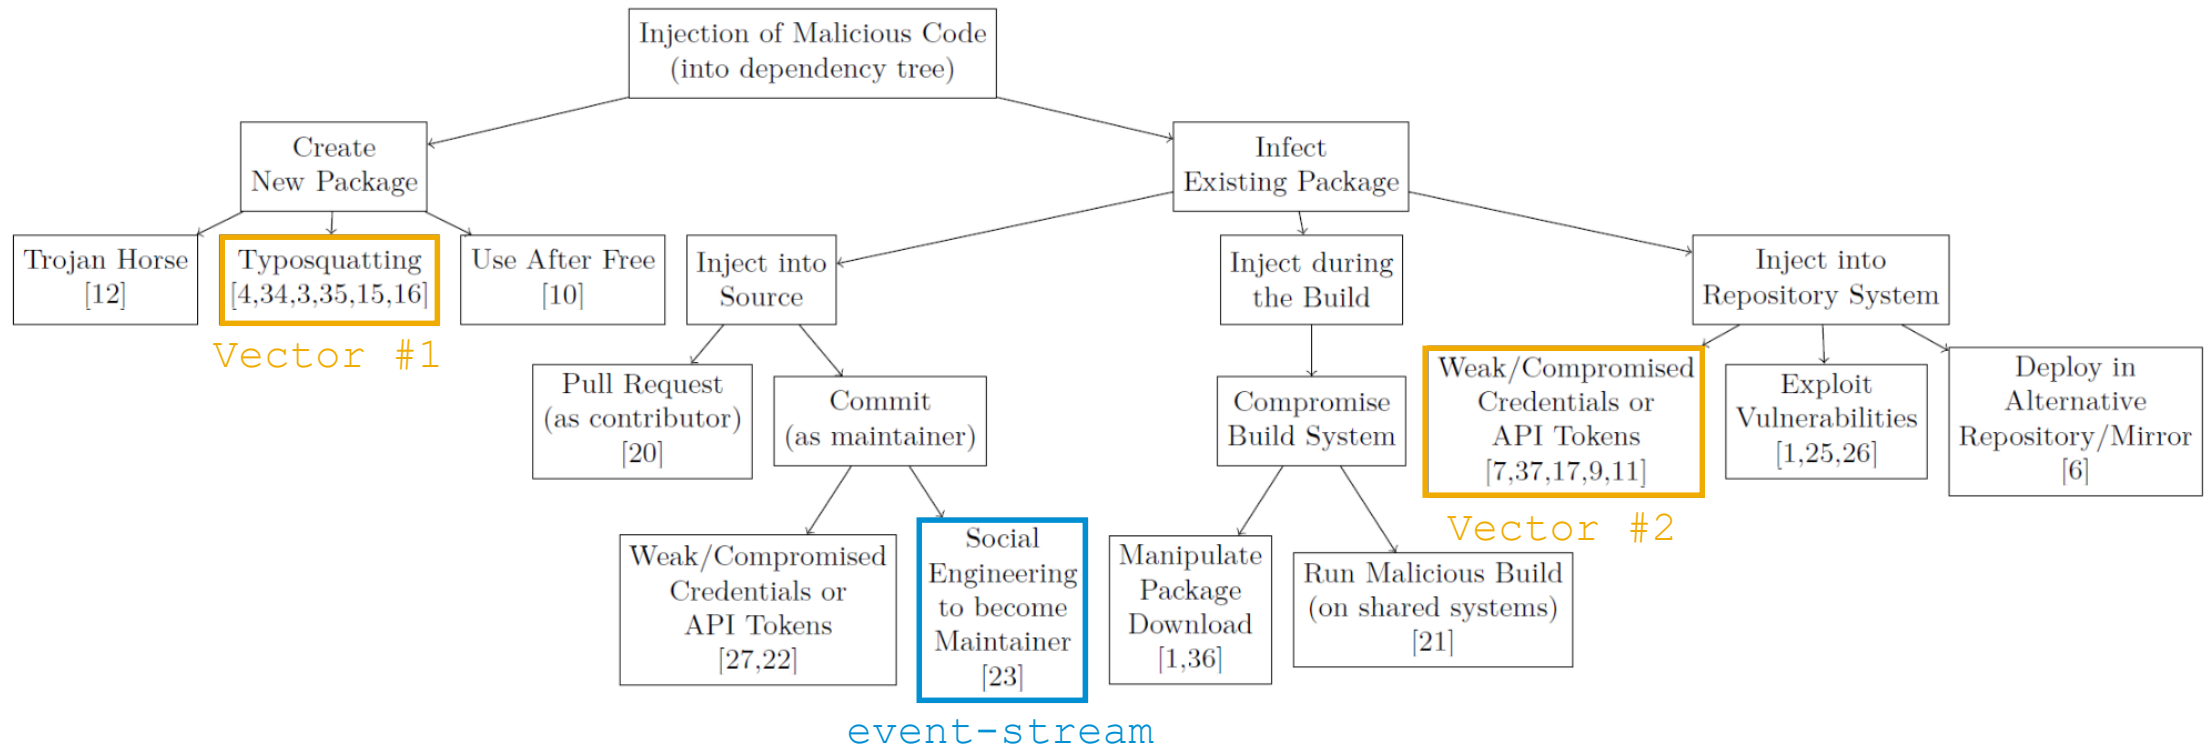 Injection of Malicious Code
(into dependency tree)
Create
New Package
Infect
Existing Package
Trojan Horse
[12]
Typosquatting
[4,34,3,35,15,16]
Vector #1
Use After Free
[10]
Inject into
Source
Inject during
the Build
Inject into
Repository System
Pull Request
(as contributor)
[20]
Commit
(as maintainer)
Compromise
Build System
Weak/Compromised
Credentials or
API Tokens
[7,37,17,9,11]
Vector #2
Exploit
Vulnerabilities
[1,25,26]
Deploy in
Alternative
Repository/Mirror
[6]
Weak/Compromised
Credentials or
API Tokens
[27,22]
Social
Engineering
to become
Maintainer
[23]
event-stream
Manipulate
Package
Download
[1,36]
Run Malicious Build
(on shared systems)
[21]